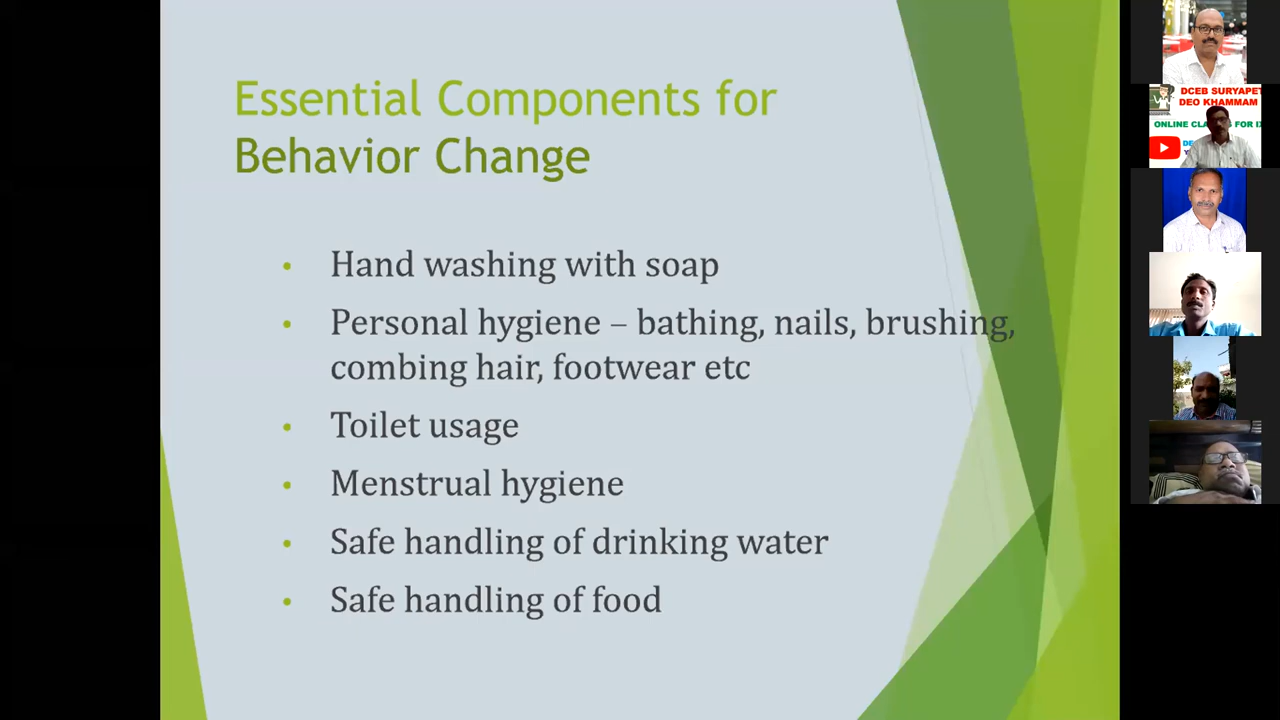 Essential Components for
Behavior Change
• Hand washing with soap
• Personal hygiene – bathing, nails, brushing,
combing hair, footwear etc
• Toilet usage
• Menstrual hygiene
• Safe handling of drinking water
• Safe handling of food
DCEB SURYAPET
DEO KHAMMAM
ONLINE FOR